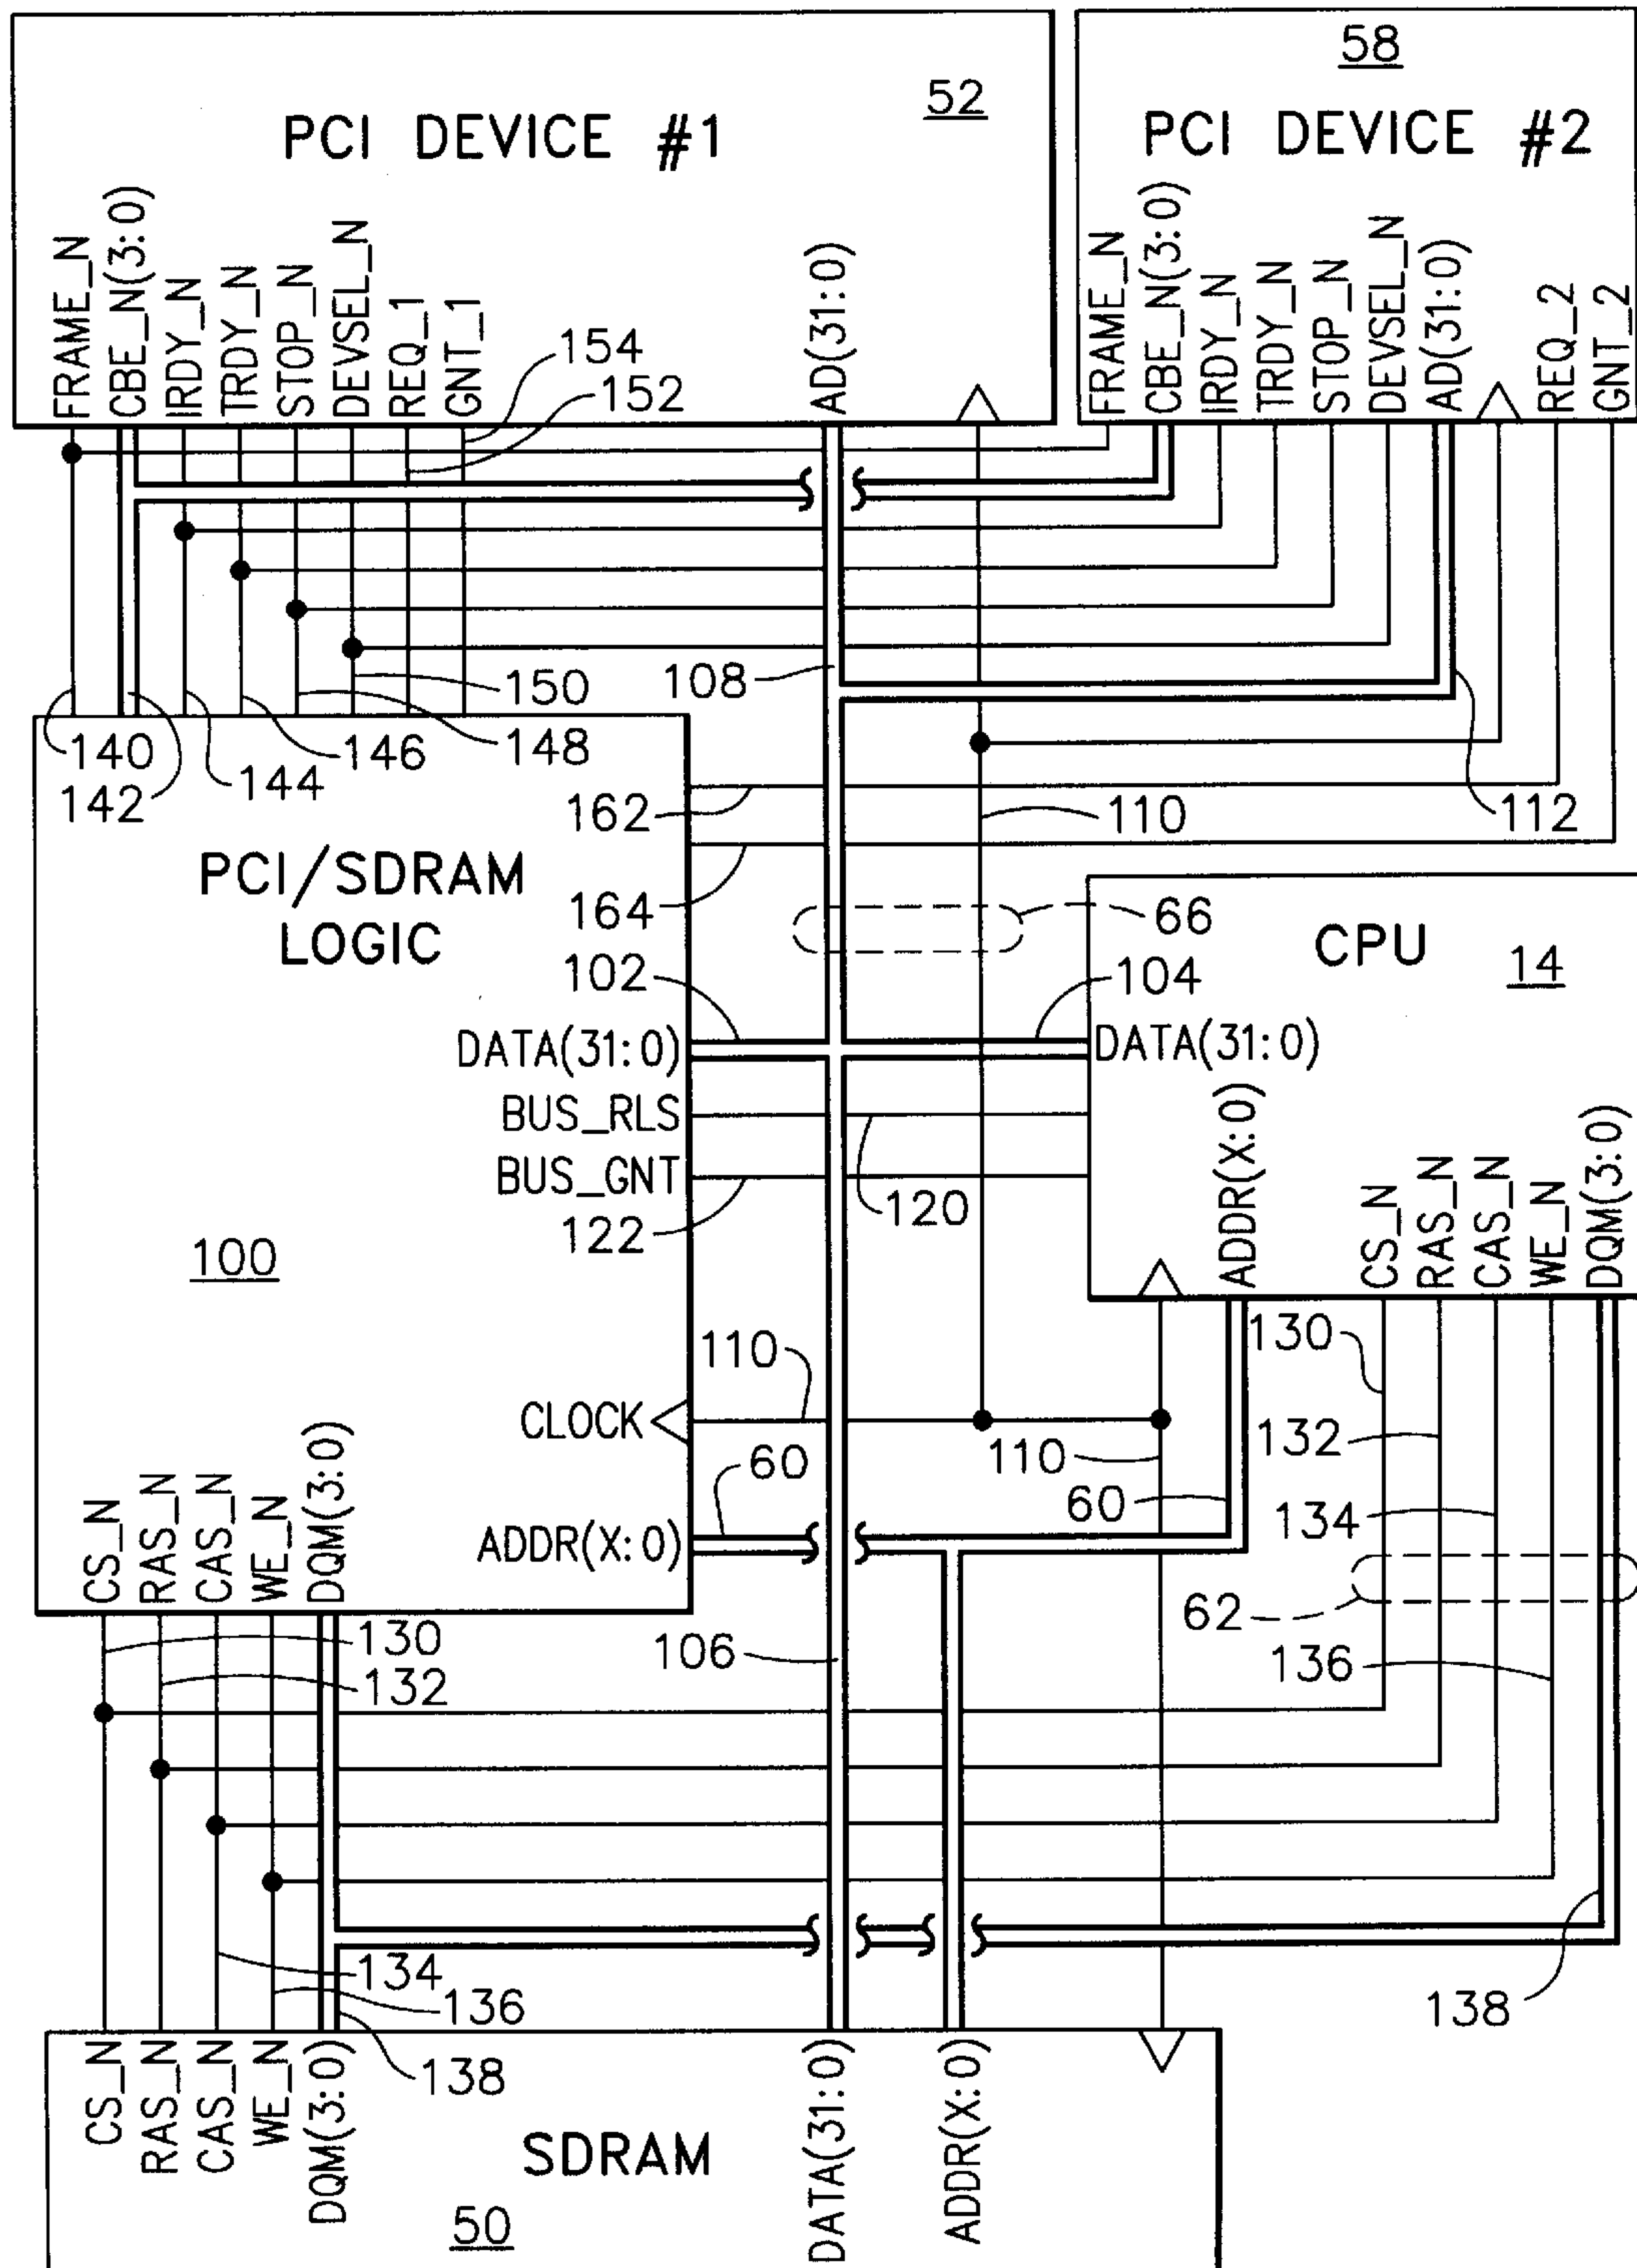 52
PCI DEVICE #1
FRAME_N
CBE_N(3:0)
IRDY_N
TRDY_N
STOP_N
DEVSEL_N
REQ_1
GNT_1
AD(31:0)
58
PCI DEVICE #2
FRAME_N
CBE_N(3:0)
IRDY_N
TRDY_N
STOP_N
DEVSEL_N
AD(31:0)
REQ_2
GNT_2
154
152
108
150
140
146
148
142
144
162
110
112
164
66
PCI/SDRAM
LOGIC
102
104
CPU
14
DATA(31:0)
DATA(31:0)
BUS_RLS
BUS_GNT
122
120
ADDR(X:0)
CS_N
RAS_N
CAS_N
WE_N
DQM(3:0)
100
110
CLOCK
110
60
60
130
132
134
ADDR(X:0)
CS_N
RAS_N
CAS_N
WE_N
DQM(3:0)
62
130
106
136
132
134
136
138
138
CS_N
RAS_N
CAS_N
WE_N
DQM(3:0)
DATA(31:0)
ADDR(X:0)
SDRAM
50